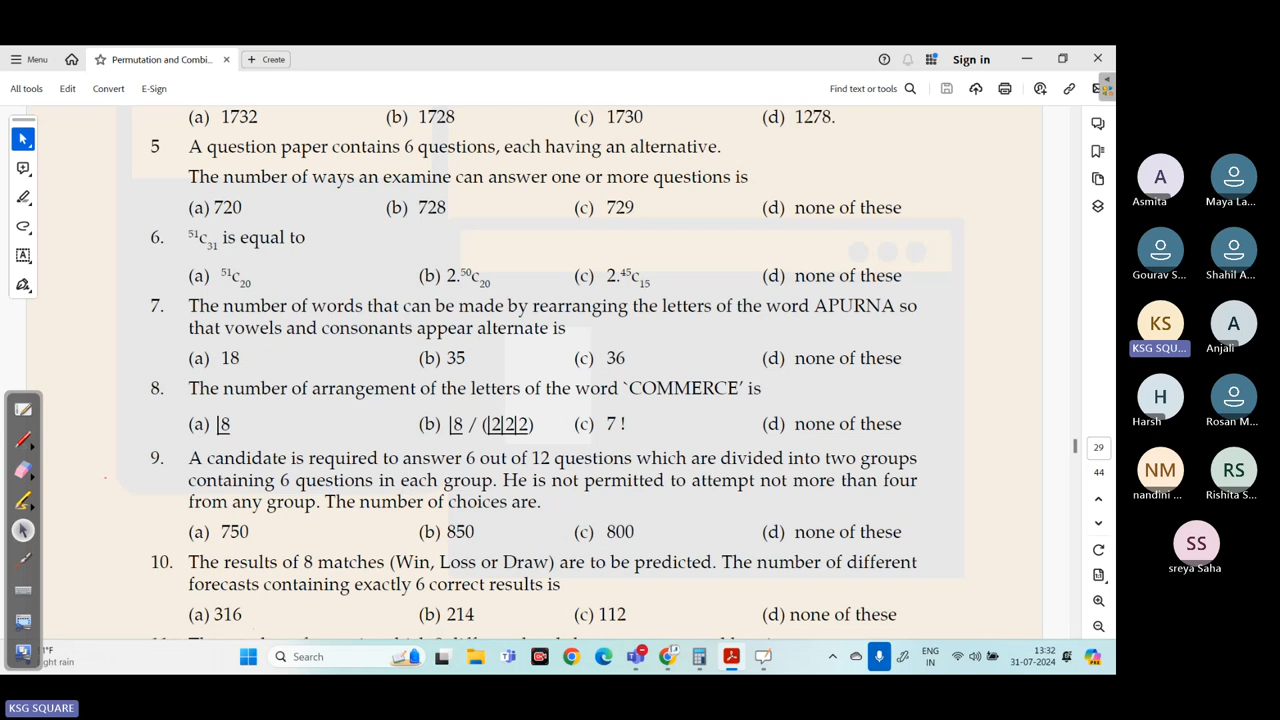 Menu
Permutation and Combi...
Create
Sign in
All tools
Edit
Convert
E-Sign
Find text or tools
(a) 1732 (b) 1728 (c) 1730 (d) 1278.
5 A question paper contains 6 questions, each having an alternative.
The number of ways an examine can answer one or more questions is
(a) 720 (b) 728 (c) 729 (d) none of these
6. ⁵¹c₃₁ is equal to
(a) ⁵¹c₂₀ (b) 2.⁵⁰c₂₀ (c) 2.⁴⁵c₁₅ (d) none of these
7. The number of words that can be made by rearranging the letters of the word APURNA so
that vowels and consonants appear alternate is
(a) 18 (b) 35 (c) 36 (d) none of these
8. The number of arrangement of the letters of the word `COMMERCE' is
(a) |8 (b) |8 / (|2|2|2) (c) 7 ! (d) none of these
9. A candidate is required to answer 6 out of 12 questions which are divided into two groups
containing 6 questions in each group. He is not permitted to attempt not more than four
from any group. The number of choices are.
(a) 750 (b) 850 (c) 800 (d) none of these
10. The results of 8 matches (Win, Loss or Draw) are to be predicted. The number of different
forecasts containing exactly 6 correct results is
(a) 316 (b) 214 (c) 112 (d) none of these
29
44
A
Asmita
Maya La...
Gourav S...
Shahil A...
KS
KSG SQU...
A
Anjali
H
Harsh
R
Rosan M...
NM
nandini ...
RS
Rishita S...
SS
sreya Saha
light rain
Search
ENG
IN
13:32
31-07-2024
KSG SQUARE